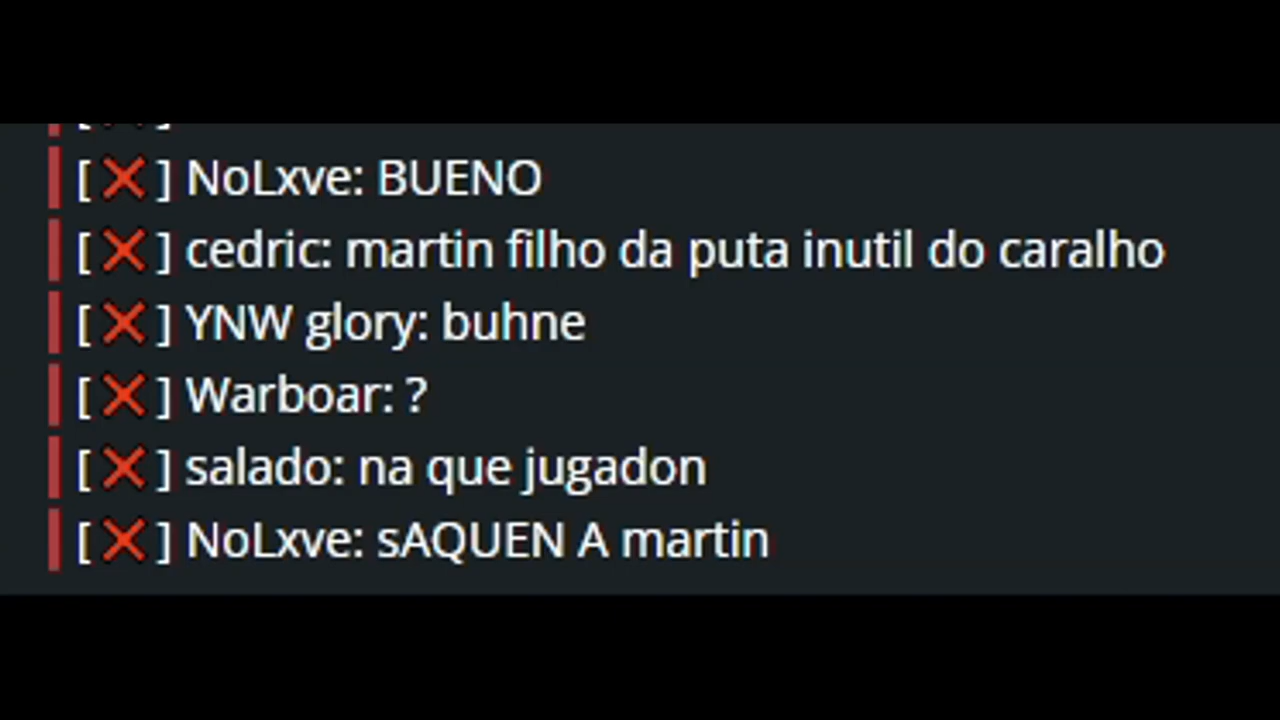 [❌] NoLxve: BUENO
[❌] cedric: martin filho da puta inutil do caralho
[❌] YNW glory: buhne
[❌] Warboar: ?
[❌] salado: na que jugadon
[❌] NoLxve: sAQUEN A martin